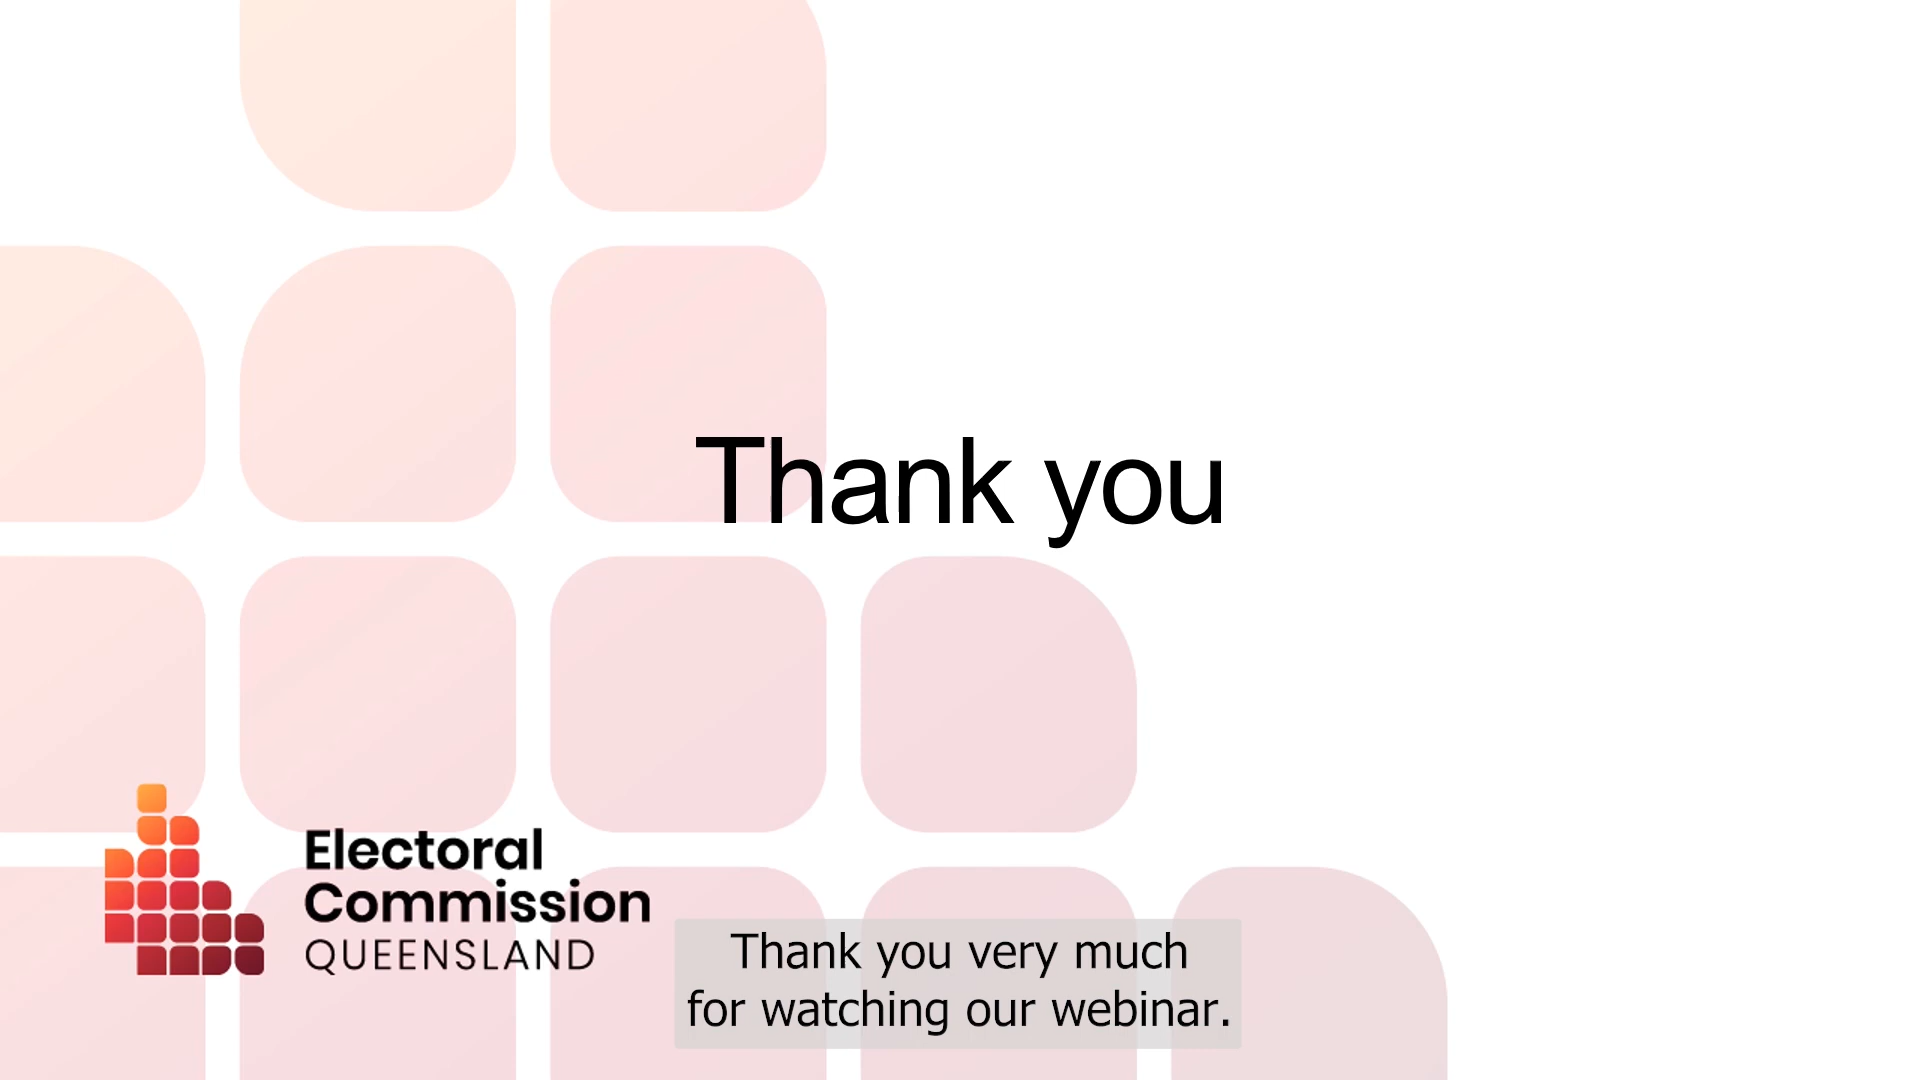 Thank you
Electoral
Commission
QUEENSLAND
Thank you very much
for watching our webinar.